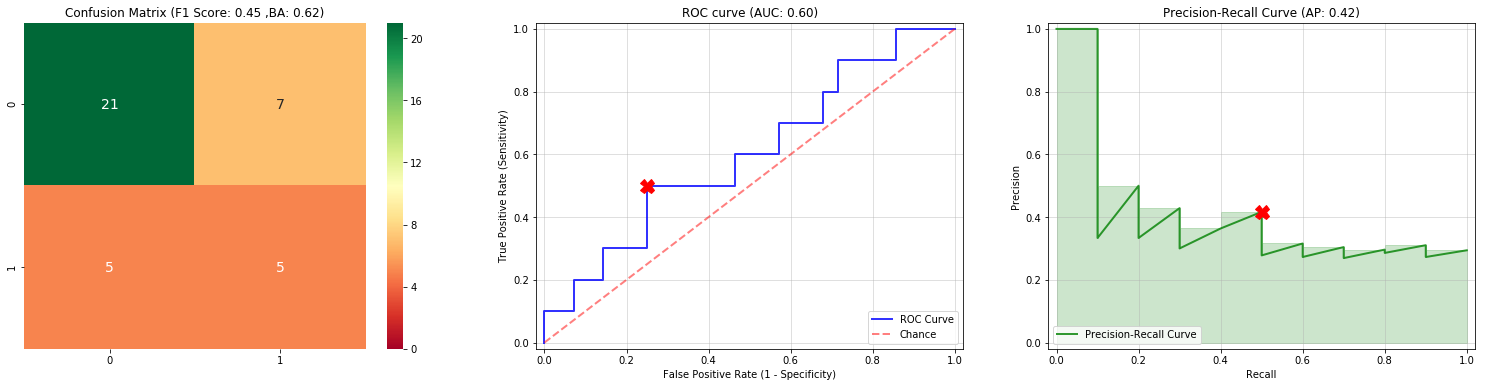 Confusion Matrix (F1 Score: 0.45 ,BA: 0.62)
21
7
5
5
0
1
0
1
20
16
12
8
4
0
ROC curve (AUC: 0.60)
True Positive Rate (Sensitivity)
1.0
0.8
0.6
0.4
0.2
0.0
ROC Curve
Chance
0.0 0.2 0.4 0.6 0.8 1.0
False Positive Rate (1 - Specificity)
Precision-Recall Curve (AP: 0.42)
Precision
1.0
0.8
0.6
0.4
0.2
0.0
Precision-Recall Curve
0.0 0.2 0.4 0.6 0.8 1.0
Recall